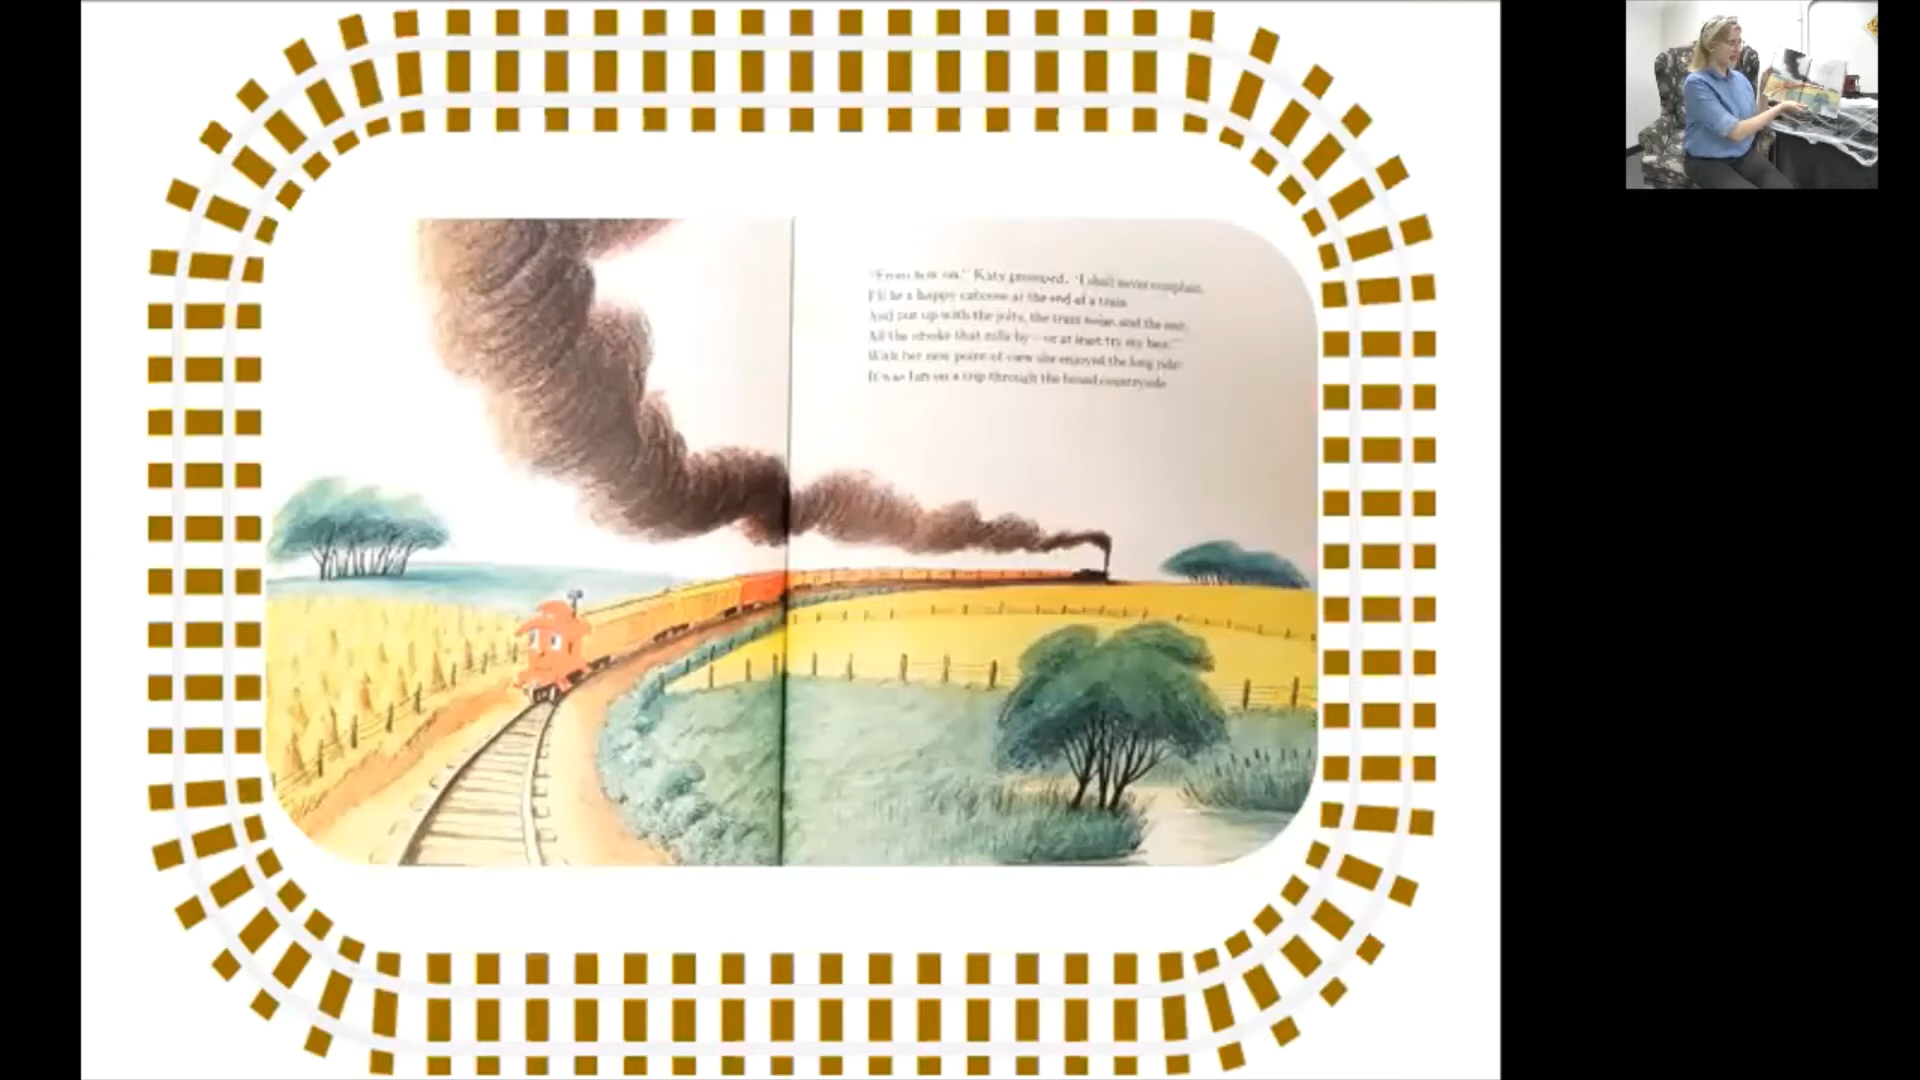 "From now on," Katy promised, "I shall never complain.
I'll be a happy caboose at the end of a train
And put up with the jolts, the train noise, and the soot,
All the smoke that rolls by—or at least try my best."
With her new point of view she enjoyed the long ride:
It was fun on a trip through the broad countryside